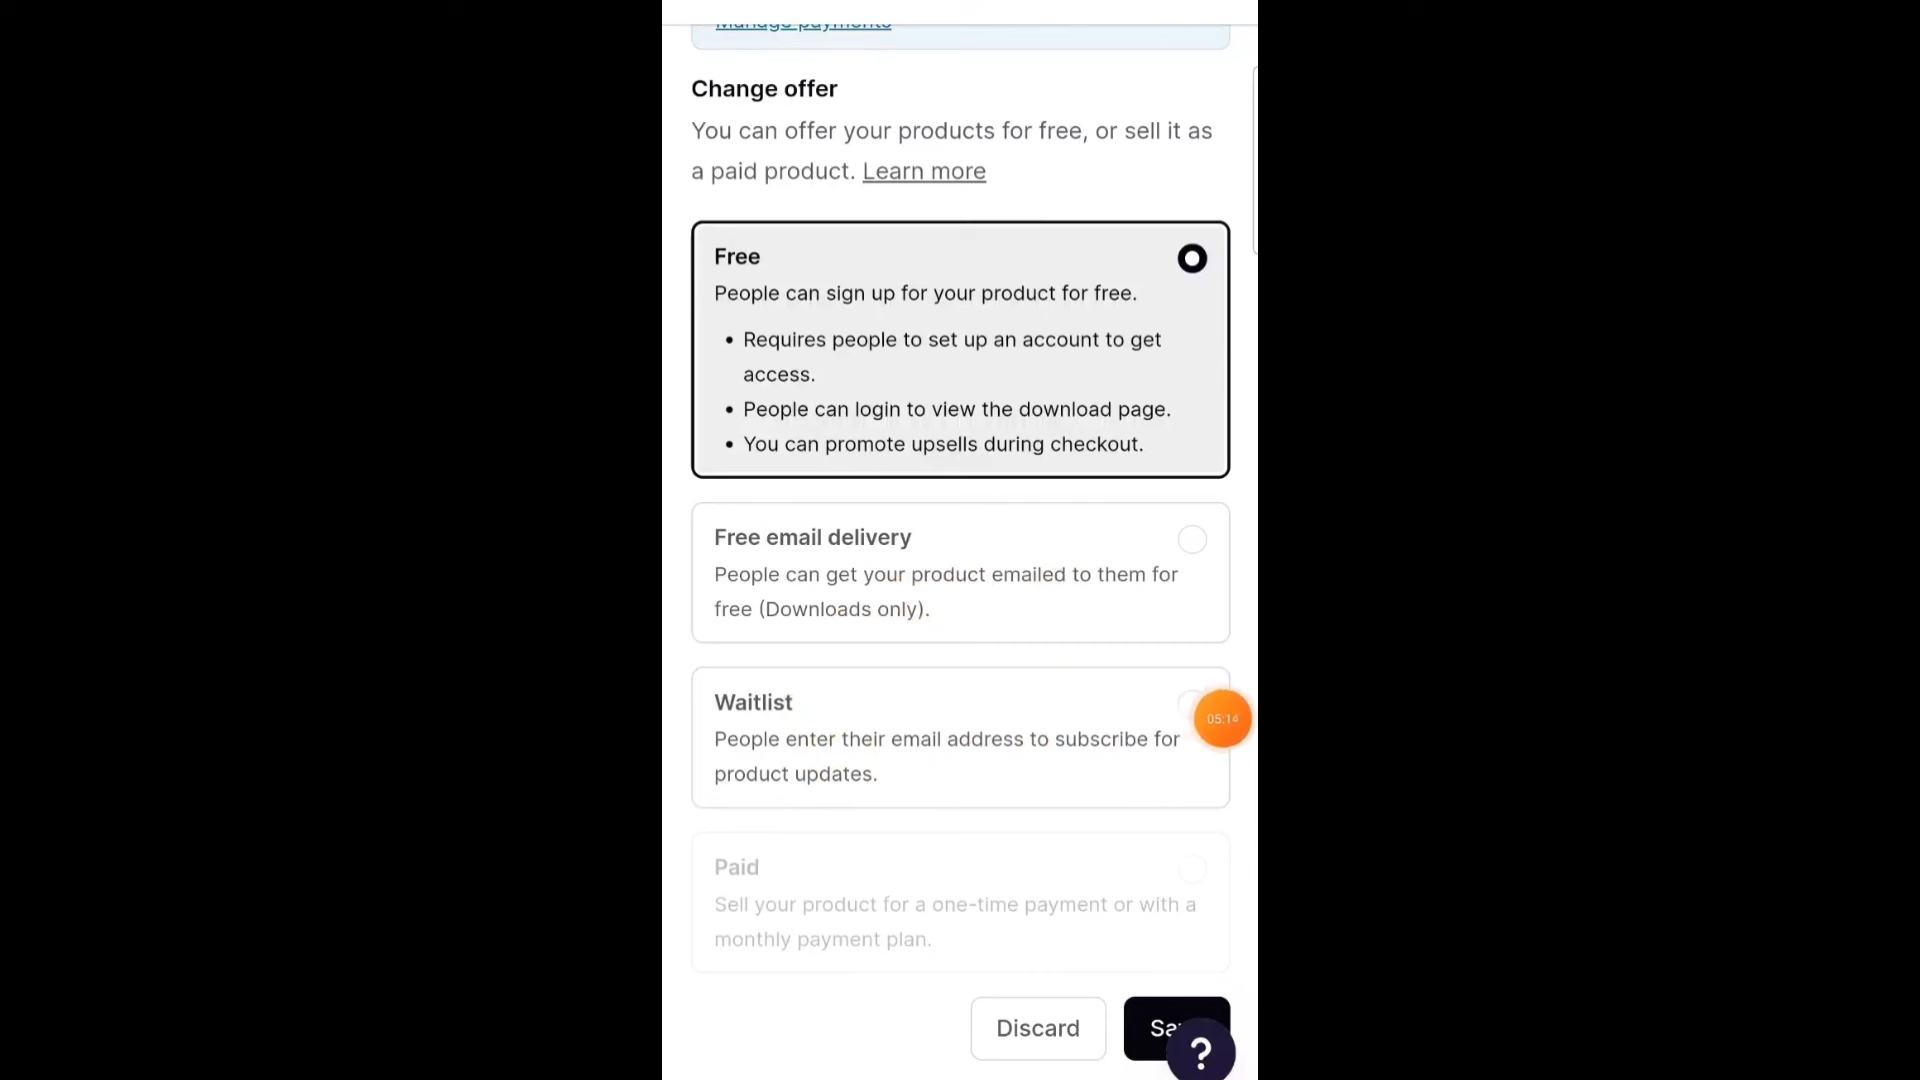 Manage payments
Change offer
You can offer your products for free, or sell it as
a paid product. Learn more
Free
People can sign up for your product for free.
• Requires people to set up an account to get
access.
• People can login to view the download page.
• You can promote upsells during checkout.
Free email delivery
People can get your product emailed to them for
free (Downloads only).
Waitlist
05:14
People enter their email address to subscribe for
product updates.
Paid
Sell your product for a one-time payment or with a
monthly payment plan.
Discard
?